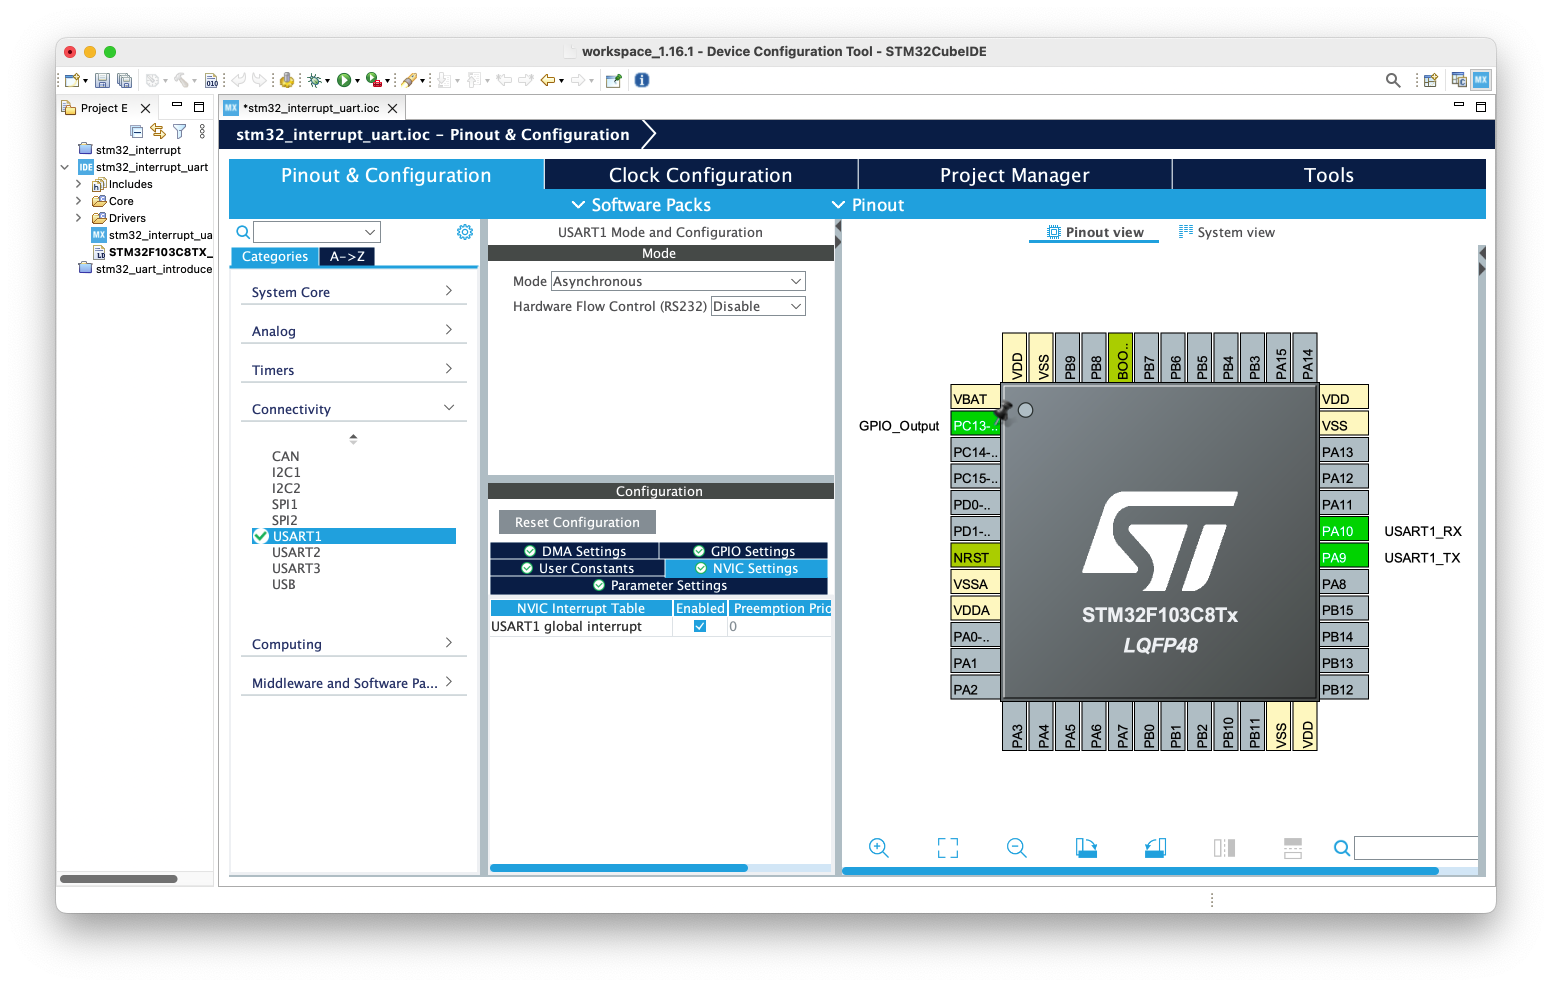 workspace_1.16.1 - Device Configuration Tool - STM32CubeIDE
010
MX
Project E
MX *stm32_interrupt_uart.ioc
stm32_interrupt
IDE stm32_interrupt_uart
Includes
Core
Drivers
MX stm32_interrupt_ua
STM32F103C8TX_
stm32_uart_introduce
stm32_interrupt_uart.ioc – Pinout & Configuration
Pinout & Configuration
Clock Configuration
Project Manager
Tools
Software Packs
Pinout
Categories
A->Z
System Core
Analog
Timers
Connectivity
CAN
I2C1
I2C2
SPI1
SPI2
USART1
USART2
USART3
USB
Computing
Middleware and Software Pa...
USART1 Mode and Configuration
Mode
Mode Asynchronous
Hardware Flow Control (RS232) Disable
Configuration
Reset Configuration
DMA Settings
GPIO Settings
User Constants
NVIC Settings
Parameter Settings
NVIC Interrupt Table Enabled Preemption Prio
USART1 global interrupt 0
Pinout view
System view
VDD
VSS
PB9
PB8
BOO..
PB7
PB6
PB5
PB4
PB3
PA15
PA14
VBAT
GPIO_Output PC13-..
PC14-..
PC15-..
PD0-..
PD1-..
NRST
VSSA
VDDA
PA0-..
PA1
PA2
STM32F103C8Tx
LQFP48
VDD
VSS
PA13
PA12
PA11
PA10 USART1_RX
PA9 USART1_TX
PA8
PB15
PB14
PB13
PB12
PA3
PA4
PA5
PA6
PA7
PB0
PB1
PB2
PB10
PB11
VSS
VDD